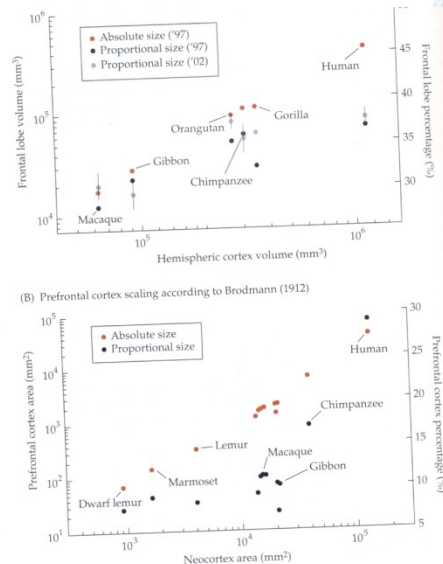 10⁶
10⁵
10⁴
Frontal lobe volume (mm³)
Absolute size ('97)
Proportional size ('97)
Proportional size ('02)
Human
Orangutan
Gorilla
Gibbon
Chimpanzee
Macaque
45
40
35
30
Frontal lobe percentage (%)
10⁵
10⁶
Hemispheric cortex volume (mm³)
(B) Prefrontal cortex scaling according to Brodmann (1912)
10⁵
10⁴
10³
10²
10¹
Prefrontal cortex area (mm²)
Absolute size
Proportional size
Human
Chimpanzee
Lemur
Macaque
Marmoset
Gibbon
Dwarf lemur
30
25
20
15
10
5
Prefrontal cortex percentage (%)
10³
10⁴
10⁵
Neocortex area (mm²)